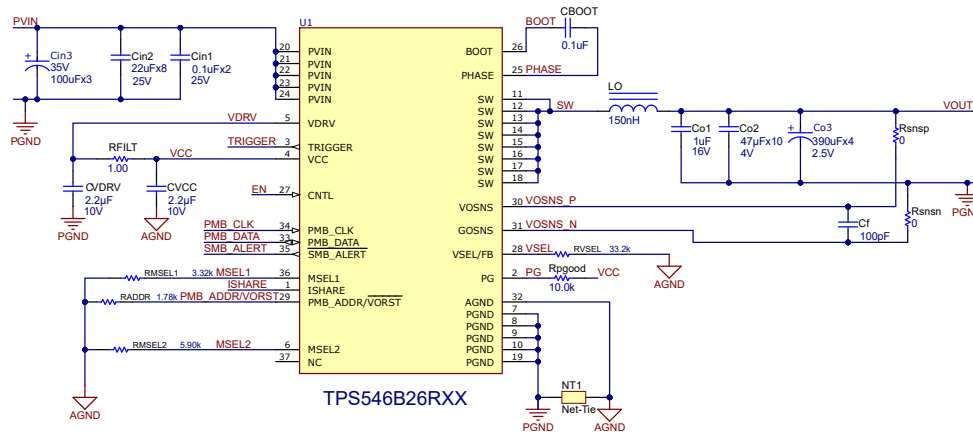 PVIN
Cin3
35V
100uFx3
Cin2
22uFx8
25V
Cin1
0.1uFx2
25V
PGND
VDRV
RFILT
1.00
VCC
CVDRV
2.2µF
10V
PGND
CVCC
2.2µF
10V
AGND
TRIGGER
EN
PMB_CLK
PMB_DATA
SMB_ALERT
RMSEL1 3.32k MSEL1
ISHARE
RADDR 1.78k PMB_ADDR/VORST
RMSEL2 5.90k MSEL2
AGND
U1
20 PVIN
21 PVIN
22 PVIN
23 PVIN
24 PVIN
5 VDRV
3 TRIGGER
4 VCC
27 CNTL
34 PMB_CLK
33 PMB_DATA
35 SMB_ALERT
36 MSEL1
1 ISHARE
29 PMB_ADDR/VORST
6 MSEL2
37 NC
BOOT 26
PHASE 25
SW 11
SW 12
SW 13
SW 14
SW 15
SW 16
SW 17
SW 18
VOSNS 30
GOSNS 31
VSEL/FB 28
PG 2
AGND 32
PGND 7
PGND 8
PGND 9
PGND 10
PGND 19
TPS546B26RXX
BOOT
CBOOT
0.1uF
PHASE
SW
LO
150nH
VOUT
Co1
1uF
16V
Co2
47µFx10
4V
Co3
390uFx4
2.5V
Rsnsp
0
Rsnsn
0
PGND
VOSNS_P
VOSNS_N
Cf
100pF
VSEL
RVSEL 33.2k
AGND
PG
Rpgood
10.0k
VCC
NT1
Net-Tie
PGND
AGND